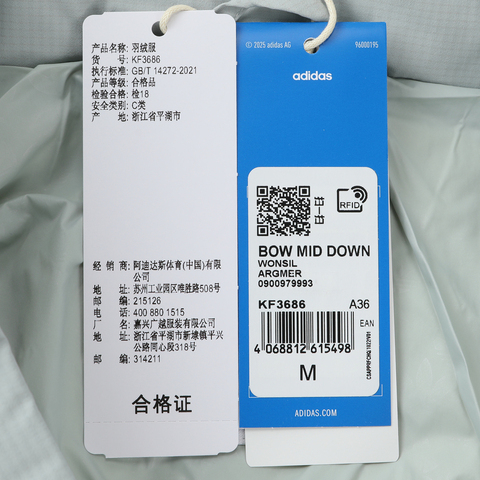 产品名称: 羽绒服
货 号: KF3686
执行标准: GB/T 14272-2021
产品等级: 合格品
检验合格: 检18
安全类别: C类
产 地: 浙江省平湖市
经 销 商: 阿迪达斯体育(中国)有限
公司
地 址: 苏州工业园区唯胜路508号
邮 编: 215126
电 话: 400 880 1515
厂 名: 嘉兴广越服装有限公司
地 址: 浙江省平湖市新埭镇平兴
公路同心段318号
邮 编: 314211
合格证
© 2025 adidas AG
96000195
adidas
RFID
BOW MID DOWN
WONSIL
ARGMER
0900979993
KF3686 A36
EAN
4 068812 615498
M
ADIDAS.COM